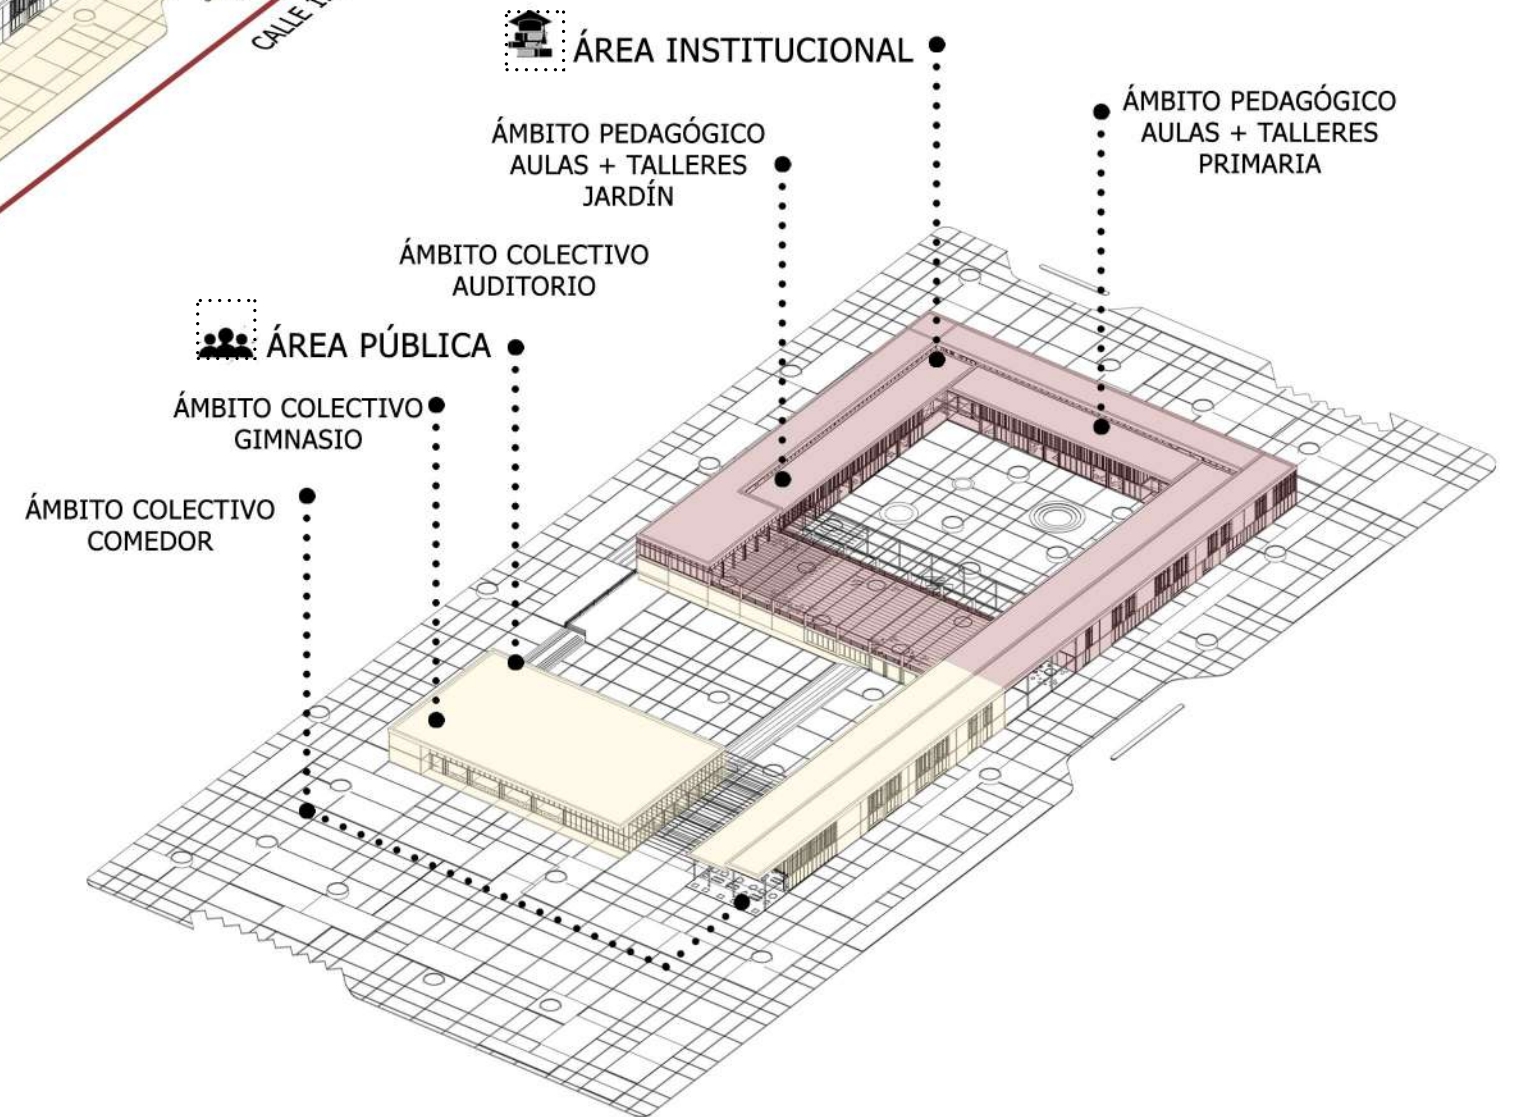 CALLE
ÁREA INSTITUCIONAL
ÁMBITO PEDAGÓGICO
AULAS + TALLERES
PRIMARIA
ÁMBITO PEDAGÓGICO
AULAS + TALLERES
JARDÍN
ÁMBITO COLECTIVO
AUDITORIO
ÁREA PÚBLICA
ÁMBITO COLECTIVO
GIMNASIO
ÁMBITO COLECTIVO
COMEDOR